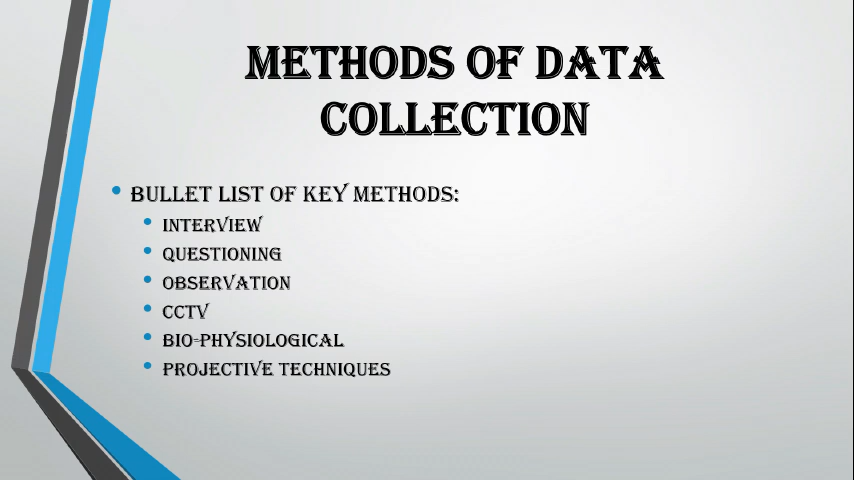 METHODS OF DATA
COLLECTION
• BULLET LIST OF KEY METHODS:
• INTERVIEW
• QUESTIONING
• OBSERVATION
• CCTV
• BIO-PHYSIOLOGICAL
• PROJECTIVE TECHNIQUES